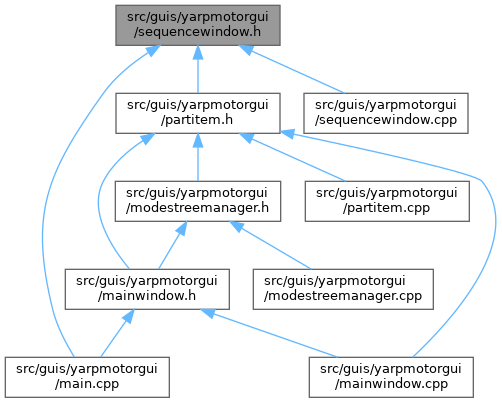 src/guis/yarpmotorgui
/sequencewindow.h
src/guis/yarpmotorgui
/partitem.h
src/guis/yarpmotorgui
/sequencewindow.cpp
src/guis/yarpmotorgui
/modestreemanager.h
src/guis/yarpmotorgui
/partitem.cpp
src/guis/yarpmotorgui
/mainwindow.h
src/guis/yarpmotorgui
/modestreemanager.cpp
src/guis/yarpmotorgui
/main.cpp
src/guis/yarpmotorgui
/mainwindow.cpp